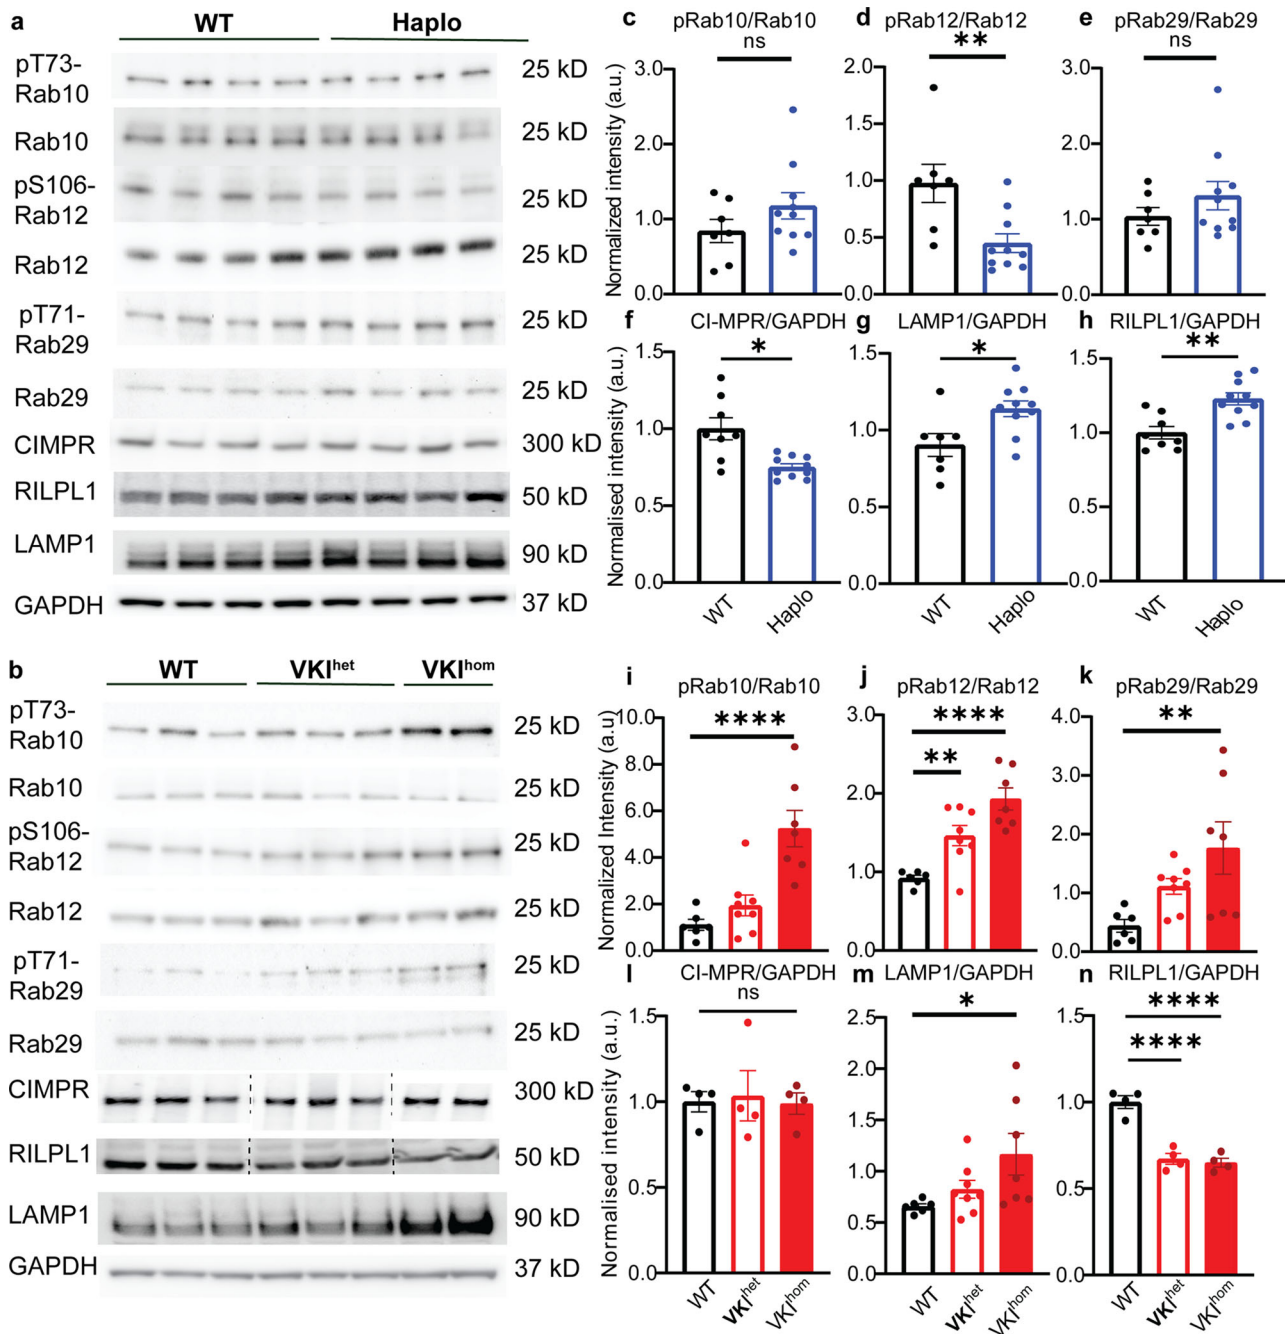 a
WT Haplo
pT73-
Rab10
25 kD
Rab10
25 kD
pS106-
Rab12
25 kD
Rab12
25 kD
pT71-
Rab29
25 kD
Rab29
25 kD
CIMPR
300 kD
RILPL1
50 kD
LAMP1
90 kD
GAPDH
37 kD
c
pRab10/Rab10
ns
Normalized intensity (a.u.)
3.0
2.0
1.0
0.0
d
pRab12/Rab12
**
2.0
1.5
1.0
0.5
0.0
e
pRab29/Rab29
ns
3.0
2.0
1.0
0.0
f
CI-MPR/GAPDH
*
Normalised intensity (a.u.)
1.5
1.0
0.5
0.0
WT
Haplo
g
LAMP1/GAPDH
*
1.5
1.0
0.5
0.0
WT
Haplo
h
RILPL1/GAPDH
**
1.5
1.0
0.5
0.0
WT
Haplo
b
WT VKIhet VKIhom
pT73-
Rab10
25 kD
Rab10
25 kD
pS106-
Rab12
25 kD
Rab12
25 kD
pT71-
Rab29
25 kD
Rab29
25 kD
CIMPR
300 kD
RILPL1
50 kD
LAMP1
90 kD
GAPDH
37 kD
i
pRab10/Rab10
****
Normalized Intensity (a.u)
10.0
8.0
6.0
4.0
2.0
0.0
j
pRab12/Rab12
****
**
3.0
2.0
1.0
0.0
k
pRab29/Rab29
**
4.0
3.0
2.0
1.0
0.0
l
CI-MPR/GAPDH
ns
Normalised intensity (a.u.)
1.5
1.0
0.5
0.0
WT
VKIhet
VKIhom
m
LAMP1/GAPDH
*
2.5
2.0
1.5
1.0
0.5
0.0
WT
VKIhet
VKIhom
n
RILPL1/GAPDH
****
****
1.5
1.0
0.5
0.0
WT
VKIhet
VKIhom